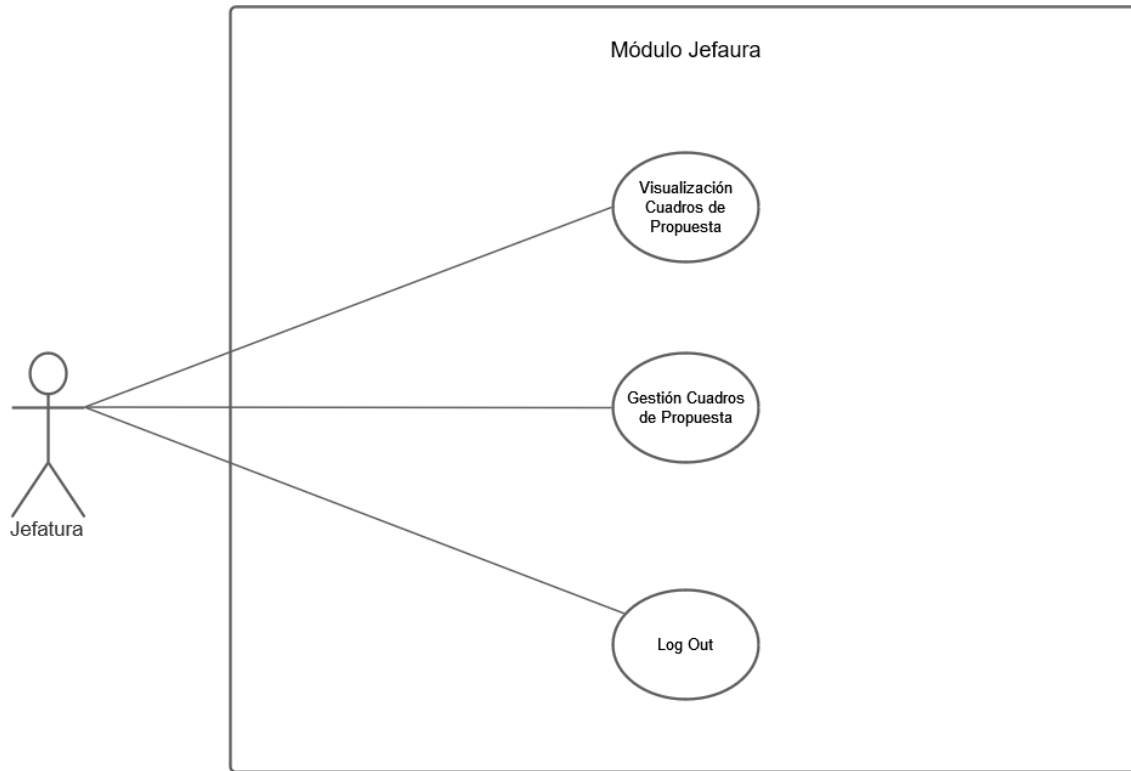 Módulo Jefaura
Visualización
Cuadros de
Propuesta
Gestión Cuadros
de Propuesta
Jefatura
Log Out